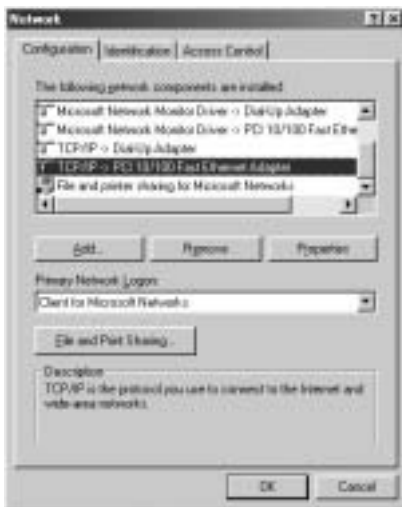 Network
Configuration Identification Access Control
The following network components are installed:
Microsoft Network Monitor Driver -> Dial-Up Adapter
Microsoft Network Monitor Driver -> PCI 10/100 Fast Ethe
TCP/IP -> Dial-Up Adapter
TCP/IP -> PCI 10/100 Fast Ethernet Adapter
File and printer sharing for Microsoft Networks
Add... Remove Properties
Primary Network Logon:
Client for Microsoft Networks
File and Print Sharing...
Description
TCP/IP is the protocol you use to connect to the Internet and
wide-area networks.
OK Cancel